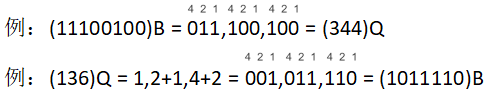 4 2 1 4 2 1 4 2 1
例：(11100100)B = 011,100,100 = (344)Q
4 2 1 4 2 1 4 2 1
例：(136)Q = 1,2+1,4+2 = 001,011,110 = (1011110)B